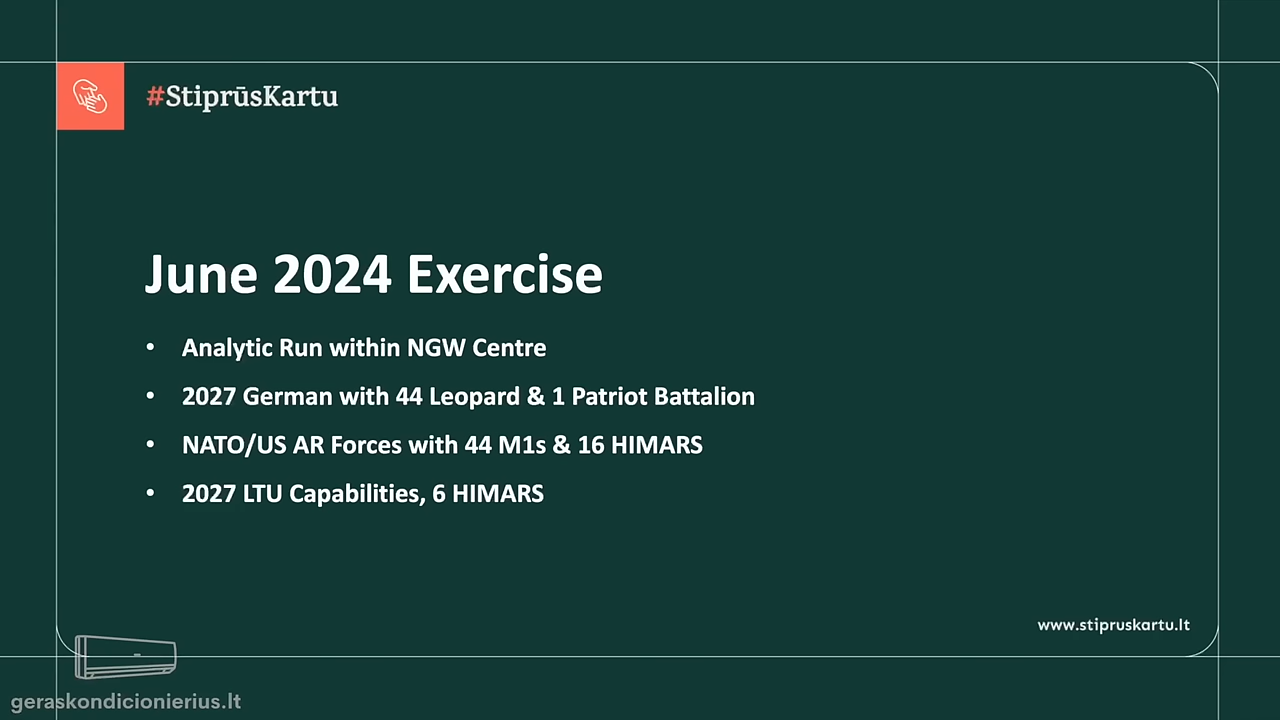 #StiprūsKartu
June 2024 Exercise
• Analytic Run within NGW Centre
• 2027 German with 44 Leopard & 1 Patriot Battalion
• NATO/US AR Forces with 44 M1s & 16 HIMARS
• 2027 LTU Capabilities, 6 HIMARS
www.stipruskartu.lt
geraskondicionierius.lt